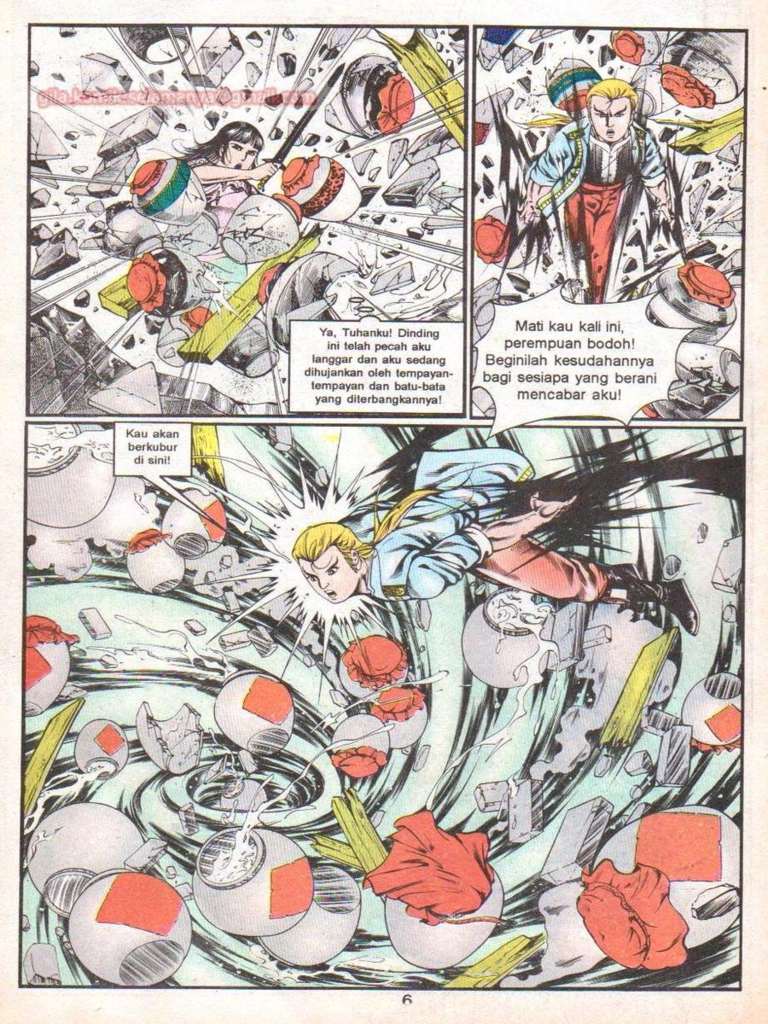 Ya, Tuhanku! Dinding
ini telah pecah aku
langgar dan aku sedang
dihujankan oleh tempayan-
tempayan dan batu-bata
yang diterbangkannya!
Mati kau kali ini,
perempuan bodoh!
Beginilah kesudahannya
bagi sesiapa yang berani
mencabar aku!
Kau akan
berkubur
di sini!
6